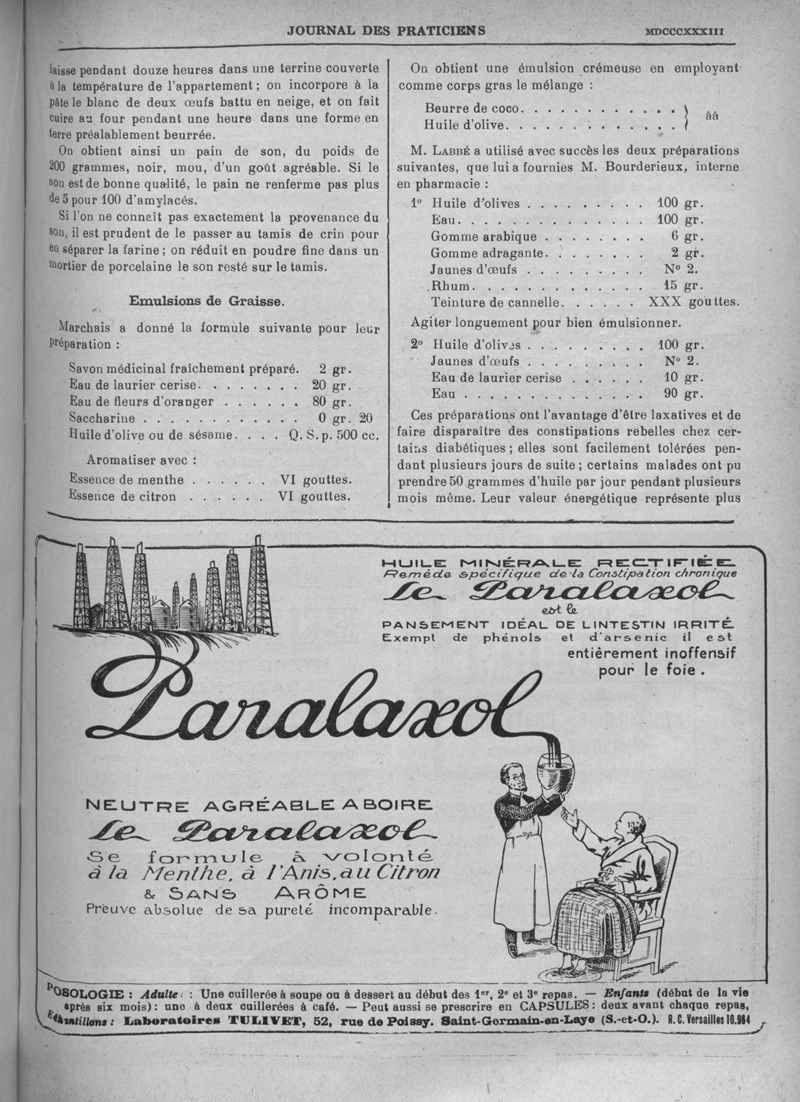 JOURNAL DES PRATICIENS
MDCCCXXXIII
laisse pendant douze heures dans une terrine couverte
à la température de l'appartement ; on incorpore à la
pâte le blanc de deux œufs battu en neige, et on fait
cuire au four pendant une heure dans une forme en
terre préalablement beurrée.
On obtient ainsi un pain de son, du poids de
200 grammes, noir, mou, d'un goût agréable. Si le
son est de bonne qualité, le pain ne renferme pas plus
de 5 pour 100 d'amylacés.
Si l'on ne connaît pas exactement la provenance du
son, il est prudent de le passer au tamis de crin pour
en séparer la farine ; on réduit en poudre fine dans un
mortier de porcelaine le son resté sur le tamis.
Emulsions de Graisse.
Marchais a donné la formule suivante pour leur
préparation :
Savon médicinal fraîchement préparé. 2 gr.
Eau de laurier cerise. . . . . . . . 20 gr.
Eau de fleurs d'oranger . . . . . . 80 gr.
Saccharine . . . . . . . . . . . . 0 gr. 20
Huile d'olive ou de sésame. . . . Q. S. p. 500 cc.
Aromatiser avec :
Essence de menthe . . . . . . VI gouttes.
Essence de citron . . . . . . VI gouttes.
On obtient une émulsion crémeuse en employant
comme corps gras le mélange :
Beurre de coco. . . . . . . . . . . . }
Huile d'olive. . . . . . . . . . . . . } ââ
M. LABBÉ a utilisé avec succès les deux préparations
suivantes, que lui a fournies M. Bourderieux, interne
en pharmacie :
1° Huile d'olives . . . . . . . . . 100 gr.
Eau. . . . . . . . . . . . . . 100 gr.
Gomme arabique . . . . . . . . 6 gr.
Gomme adragante. . . . . . . . 2 gr.
Jaunes d'œufs . . . . . . . . . N° 2.
Rhum. . . . . . . . . . . . . 15 gr.
Teinture de cannelle. . . . . . XXX gouttes.
Agiter longuement pour bien émulsionner.
2° Huile d'olives . . . . . . . . . 100 gr.
Jaunes d'œufs . . . . . . . . . N° 2.
Eau de laurier cerise . . . . . . 10 gr.
Eau . . . . . . . . . . . . . . 90 gr.
Ces préparations ont l'avantage d'être laxatives et de
faire disparaître des constipations rebelles chez cer-
tains diabétiques ; elles sont facilement tolérées pen-
dant plusieurs jours de suite ; certains malades ont pu
prendre 50 grammes d'huile par jour pendant plusieurs
mois même. Leur valeur énergétique représente plus
HUILE MINÉRALE RECTIFIÉE
Remède spécifique de la Constipation chronique
Le Paralaxol
est le
PANSEMENT IDÉAL DE L'INTESTIN IRRITÉ
Exempt de phénols et d'arsenic il est
entièrement inoffensif
pour le foie.
Paralaxol
NEUTRE AGRÉABLE A BOIRE
Le Paralaxol
Se formule à volonté
à la Menthe, à l'Anis, au Citron
& SANS ARÔME
Preuve absolue de sa pureté incomparable.
POSOLOGIE : Adulte : : Une cuillerée à soupe ou à dessert au début des 1er, 2e et 3e repas. — Enfants (début de la vie
après six mois) : une à deux cuillerées à café. — Peut aussi se prescrire en CAPSULES : deux avant chaque repas,
Échantillons : Laboratoires TULIVET, 52, rue de Poissy. Saint-Germain-en-Laye (S.-et-O.). R.C. Versailles 10.984